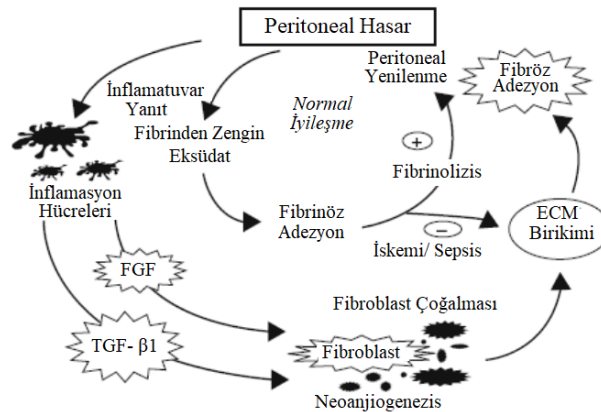 Peritoneal Hasar
İnflamatuvar
Yanıt
Fibrinden Zengin
Eksüdat
Normal
İyileşme
Peritoneal
Yenilenme
Fibröz
Adezyon
İnflamasyon
Hücreleri
+
Fibrinolizis
Fibrinöz
Adezyon
−
İskemi/ Sepsis
ECM
Birikimi
FGF
TGF- β1
Fibroblast Çoğalması
Fibroblast
Neoanjiogenezis